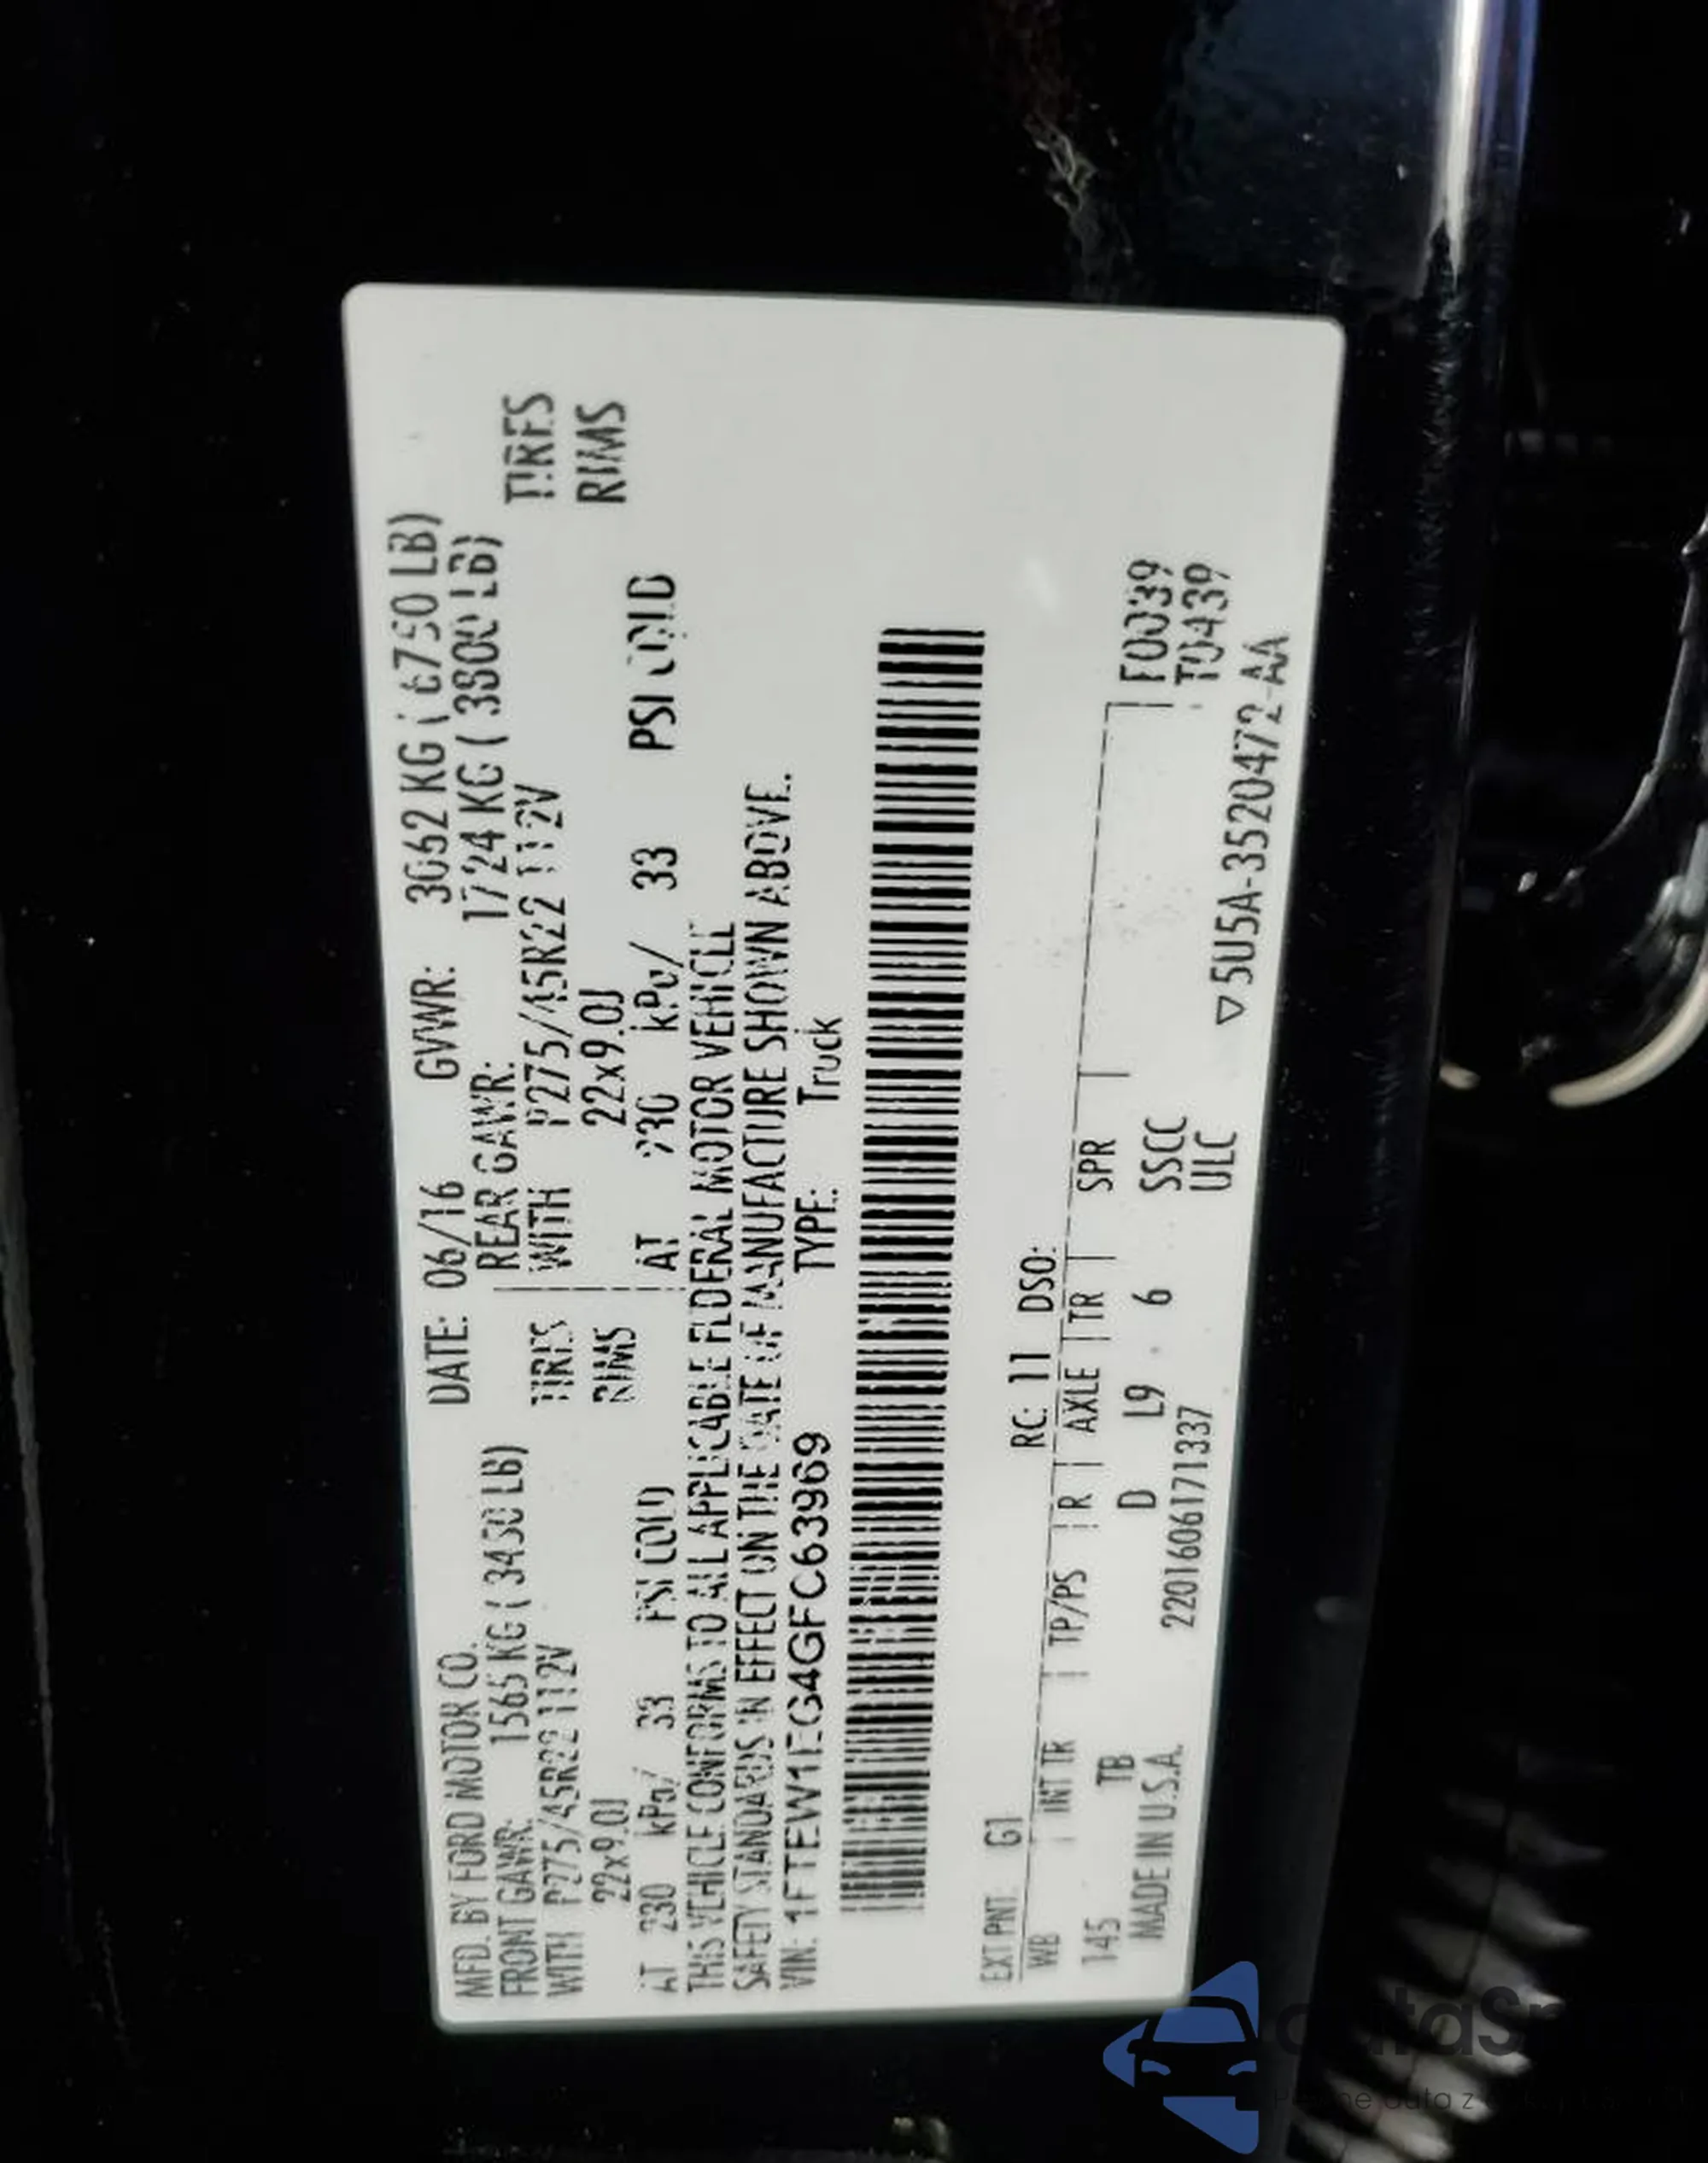 MFD. BY FORD MOTOR CO. DATE: 06/16 GVWR: 3062 KG ( 6750 LB)
FRONT GAWR: 1565 KG ( 3450 LB) REAR GAWR: 1724 KG ( 3800 LB)
WITH P275/45R22 112V TIRES WITH P275/45R22 112V TIRES
22x9.0J RIMS 22x9.0J RIMS
AT 230 kPa/ 33 PSI COLD AT 230 kPa/ 33 PSI COLD
THIS VEHICLE CONFORMS TO ALL APPLICABLE FEDERAL MOTOR VEHICLE
SAFETY STANDARDS IN EFFECT ON THE DATE OF MANUFACTURE SHOWN ABOVE.
VIN: 1FTEW1EG4GFC63969 TYPE: Truck
EXT PNT: G1 RC: 11 DSO:
WB INT TR TP/PS R AXLE TR SPR F0039
145 TB D L9 6 SSCC T0439
MADE IN U.S.A. 2201606171337 ULC
▽5U5A-3520472-AA